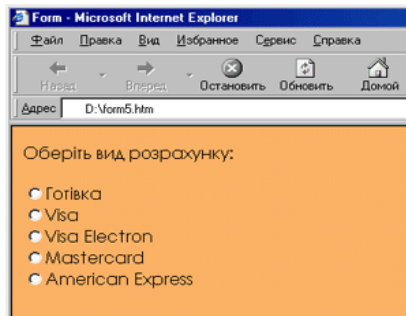 Form - Microsoft Internet Explorer
Файл Правка Вид Избранное Сервис Справка
Назад Вперед Остановить Обновить Домой
Адрес D:\form5.htm
Оберіть вид розрахунку:
Готівка
Visa
Visa Electron
Mastercard
American Express